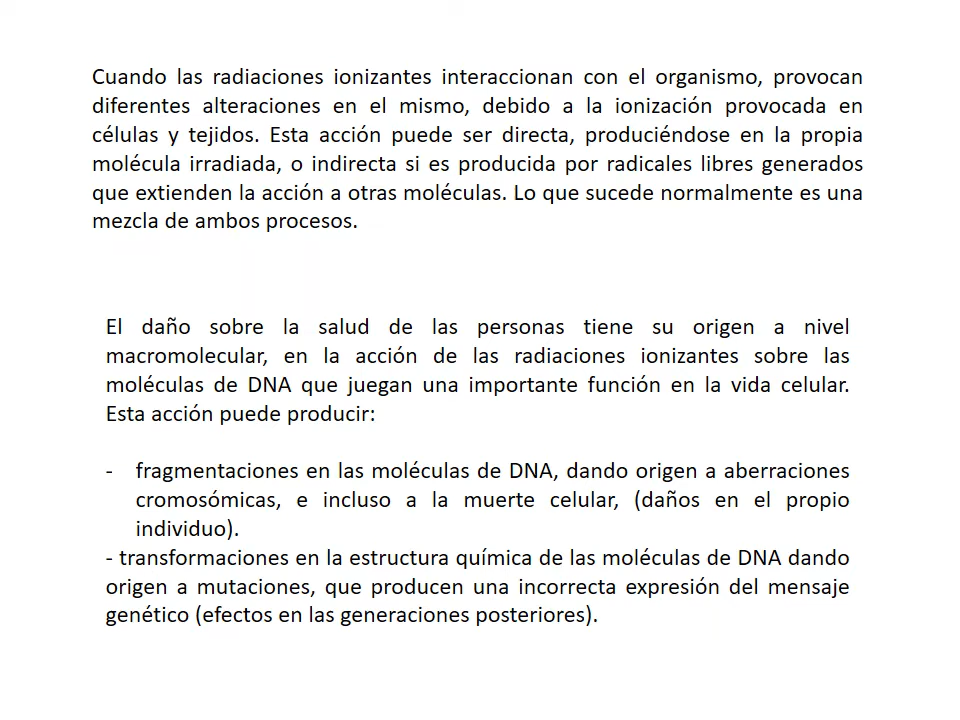 Cuando las radiaciones ionizantes interaccionan con el organismo, provocan
diferentes alteraciones en el mismo, debido a la ionización provocada en
células y tejidos. Esta acción puede ser directa, produciéndose en la propia
molécula irradiada, o indirecta si es producida por radicales libres generados
que extienden la acción a otras moléculas. Lo que sucede normalmente es una
mezcla de ambos procesos.
El daño sobre la salud de las personas tiene su origen a nivel
macromolecular, en la acción de las radiaciones ionizantes sobre las
moléculas de DNA que juegan una importante función en la vida celular.
Esta acción puede producir:
- fragmentaciones en las moléculas de DNA, dando origen a aberraciones
cromosómicas, e incluso a la muerte celular, (daños en el propio
individuo).
- transformaciones en la estructura química de las moléculas de DNA dando
origen a mutaciones, que producen una incorrecta expresión del mensaje
genético (efectos en las generaciones posteriores).